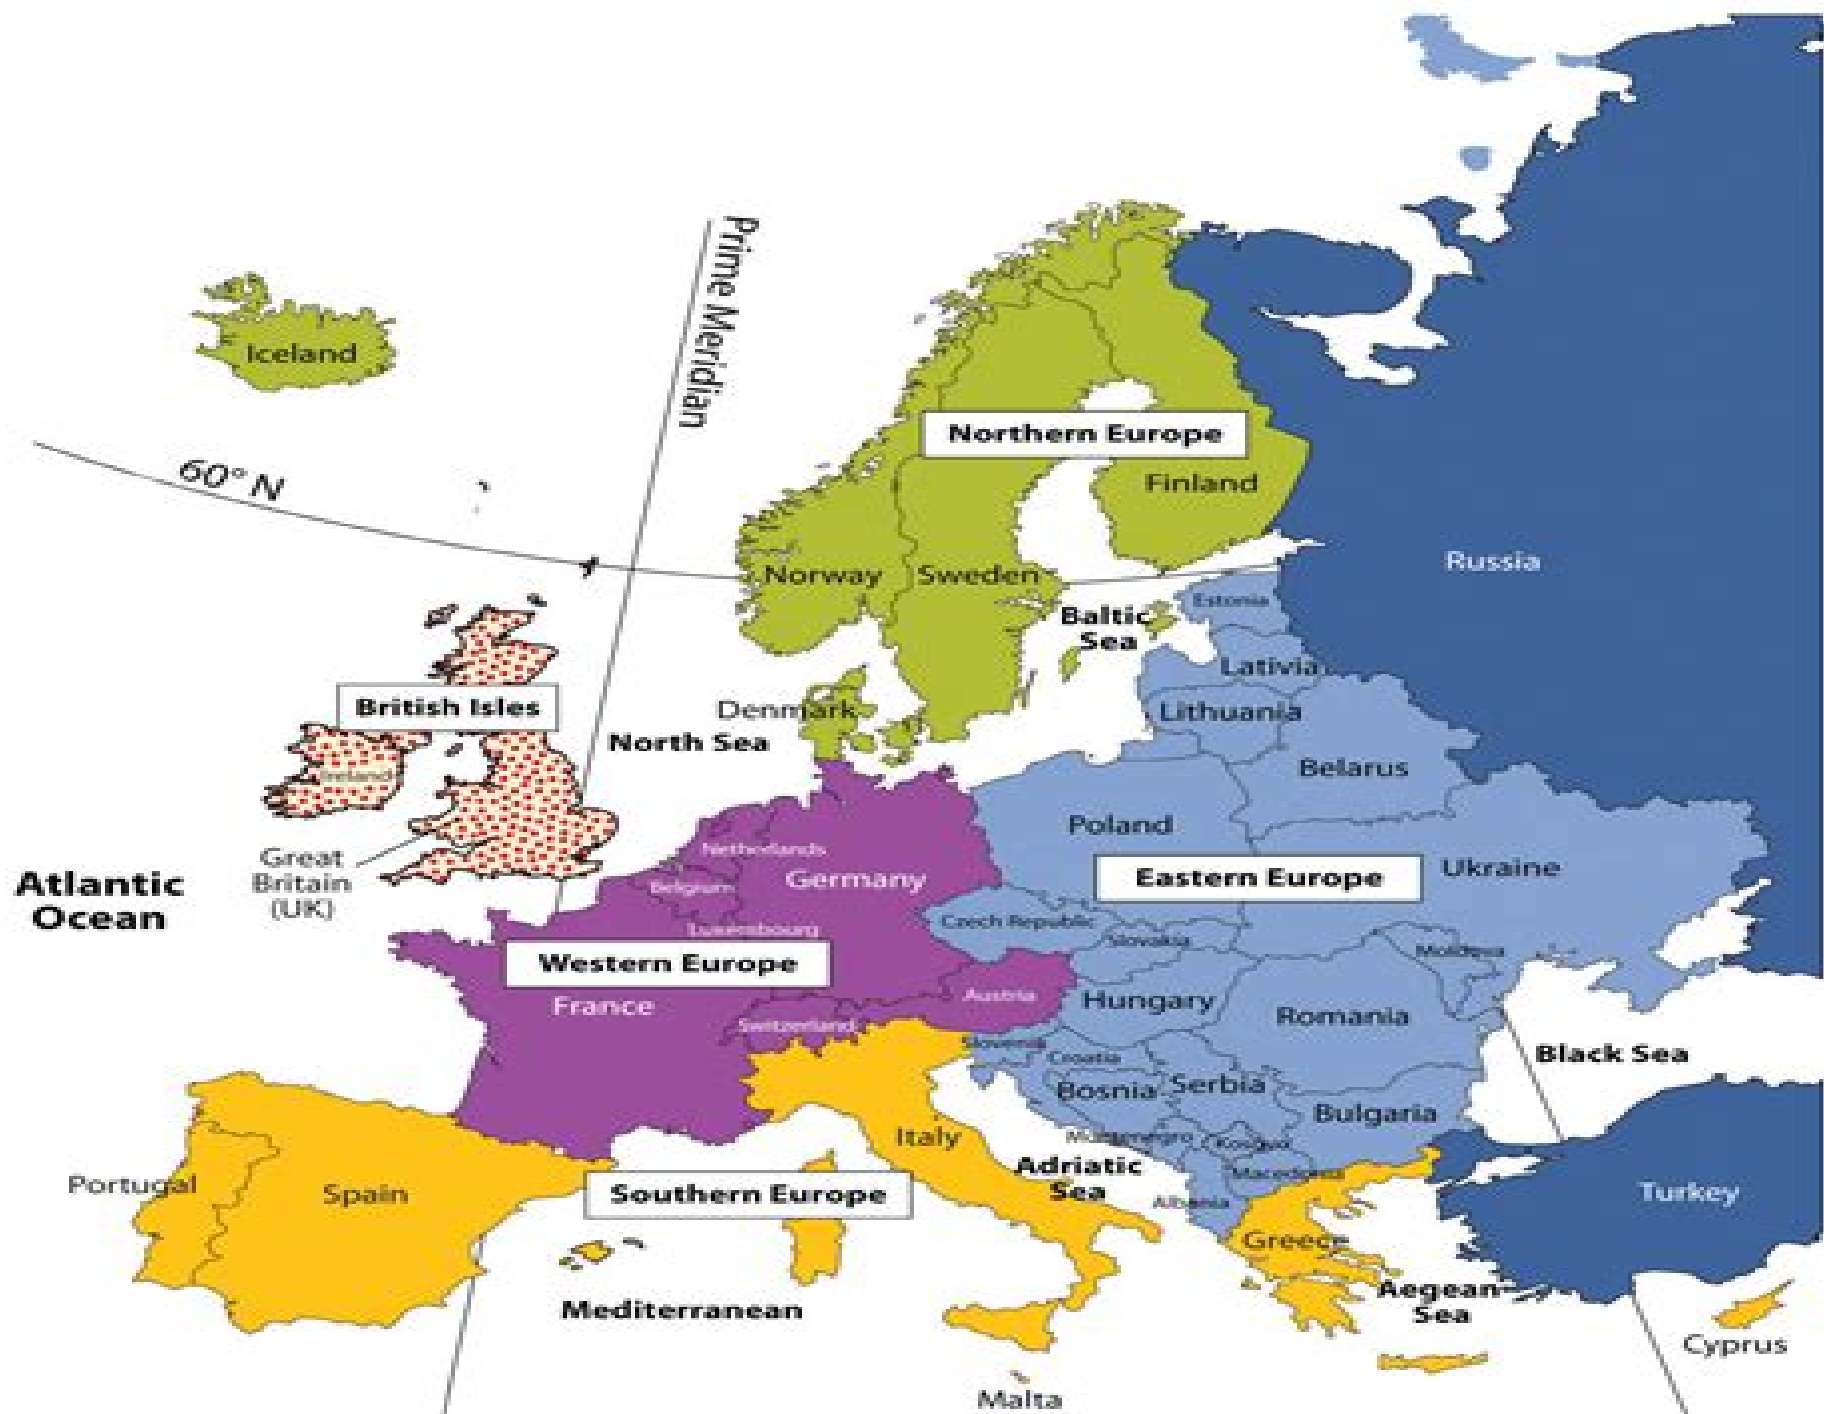 Prime Meridian
Iceland
Northern Europe
60° N
Finland
Russia
Norway
Sweden
Estonia
Baltic
Sea
Lativia
British Isles
Denmark
Lithuania
North Sea
Ireland
Belarus
Poland
Netherlands
Great
Britain
(UK)
Germany
Belgium
Eastern Europe
Ukraine
Atlantic
Ocean
Czech Republic
Luxembourg
Slovakia
Moldova
Western Europe
France
Austria
Hungary
Switzerland
Romania
Slovenia
Croatia
Black Sea
Bosnia
Serbia
Bulgaria
Italy
Montenegro
Kosovo
Adriatic
Sea
Macedonia
Portugal
Spain
Southern Europe
Albania
Turkey
Greece
Mediterranean
Aegean
Sea
Cyprus
Malta